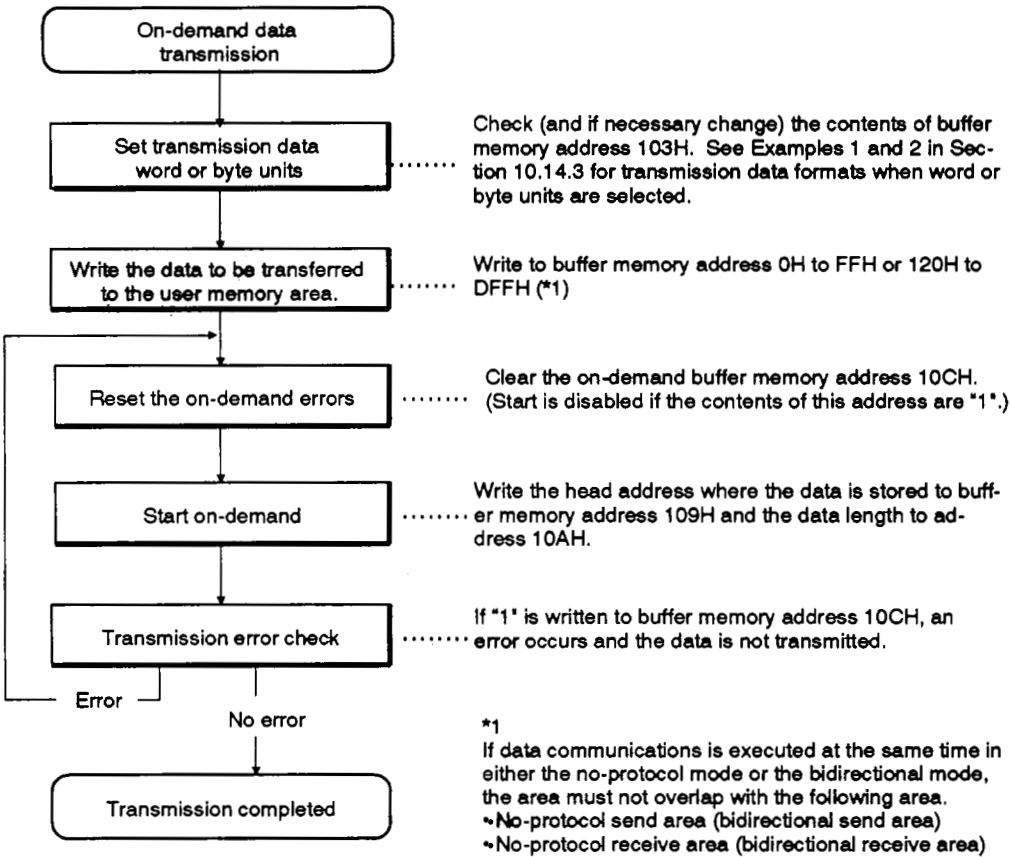 On-demand data
transmission
Set transmission data
word or byte units
Check (and if necessary change) the contents of buffer
memory address 103H. See Examples 1 and 2 in Sec-
tion 10.14.3 for transmission data formats when word or
byte units are selected.
Write the data to be transferred
to the user memory area.
Write to buffer memory address 0H to FFH or 120H to
DFFH (*1)
Reset the on-demand errors
Clear the on-demand buffer memory address 10CH.
(Start is disabled if the contents of this address are "1".)
Start on-demand
Write the head address where the data is stored to buff-
er memory address 109H and the data length to ad-
dress 10AH.
Transmission error check
If "1" is written to buffer memory address 10CH, an
error occurs and the data is not transmitted.
Error
No error
Transmission completed
*1
If data communications is executed at the same time in
either the no-protocol mode or the bidirectional mode,
the area must not overlap with the following area.
• No-protocol send area (bidirectional send area)
• No-protocol receive area (bidirectional receive area)